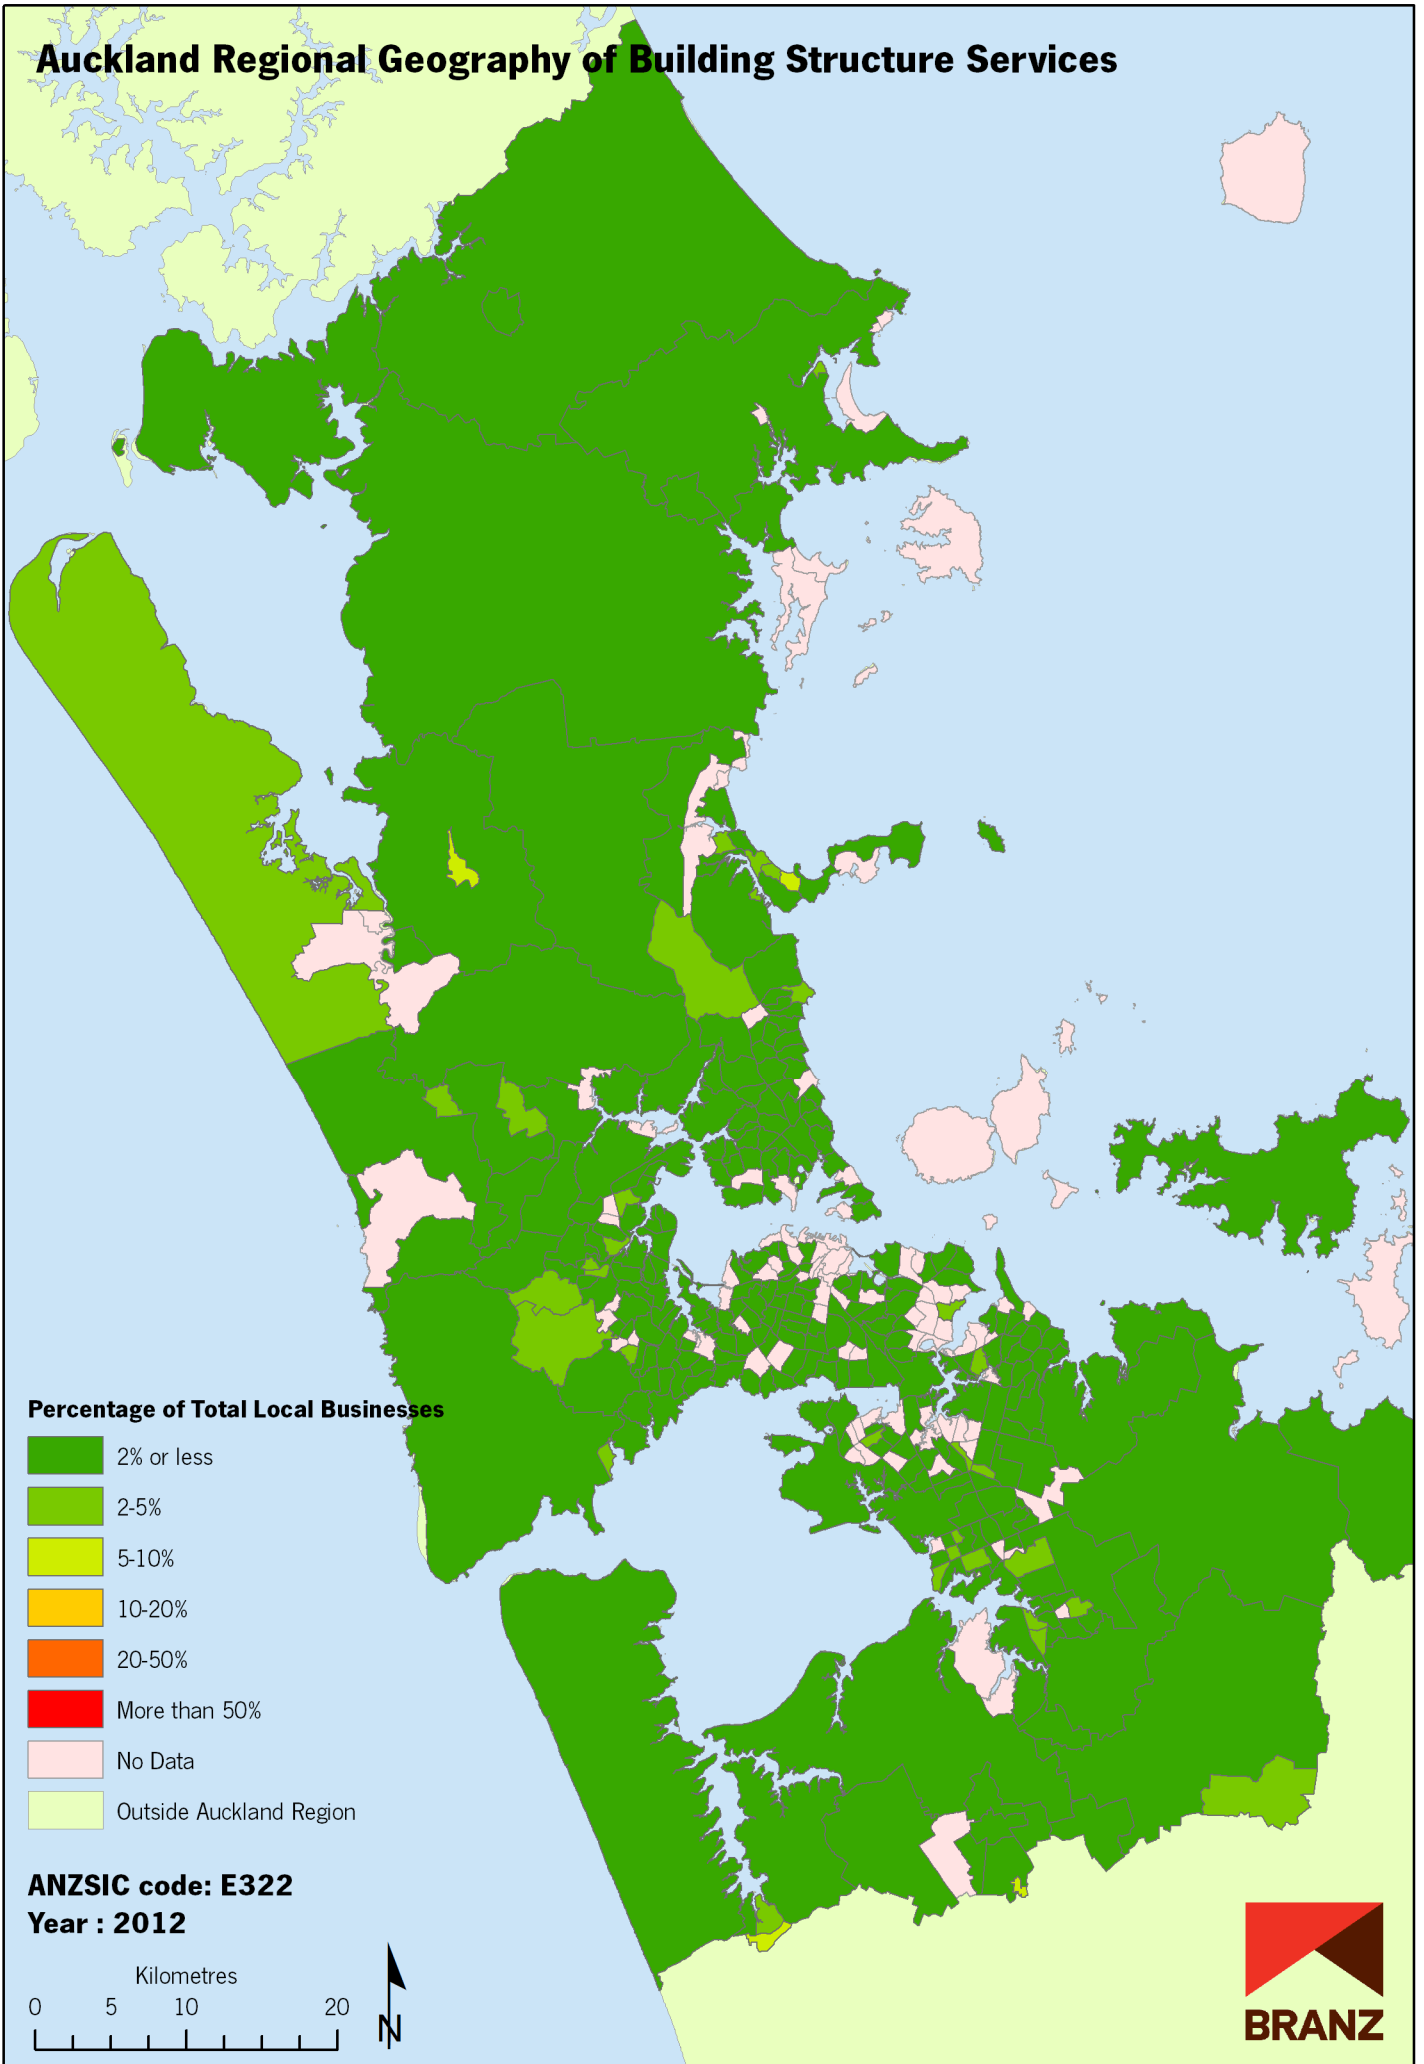 Auckland Regional Geography of Building Structure Services
Percentage of Total Local Businesses
2% or less
2-5%
5-10%
10-20%
20-50%
More than 50%
No Data
Outside Auckland Region
ANZSIC code: E322
Year : 2012
Kilometres
0 5 10 20
N
BRANZ